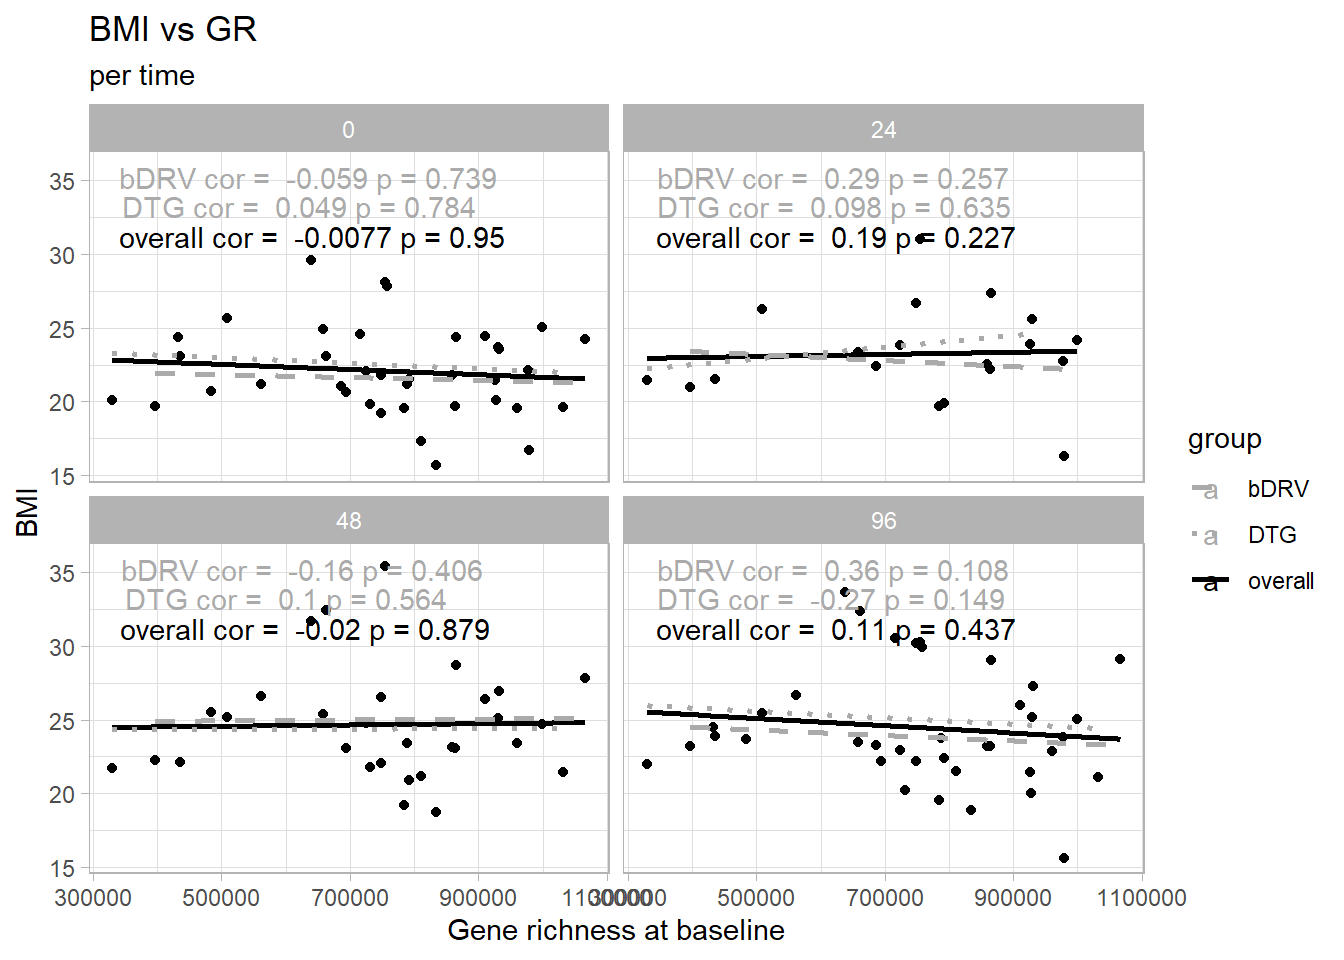 BMI vs GR
per time
0
bDRV cor =  -0.059 p = 0.739
DTG cor =  0.049 p = 0.784
overall cor =  -0.0077 p = 0.95
24
bDRV cor =  0.29 p = 0.257
DTG cor =  0.098 p = 0.635
overall cor =  0.19 p = 0.227
35
30
25
20
15
48
bDRV cor =  -0.16 p = 0.406
DTG cor =  0.1 p = 0.564
overall cor =  -0.02 p = 0.879
96
bDRV cor =  0.36 p = 0.108
DTG cor =  -0.27 p = 0.149
overall cor =  0.11 p = 0.437
35
30
25
20
15
BMI
300000 500000 700000 900000 1100000
300000 500000 700000 900000 1100000
Gene richness at baseline
group
a bDRV
a DTG
a overall